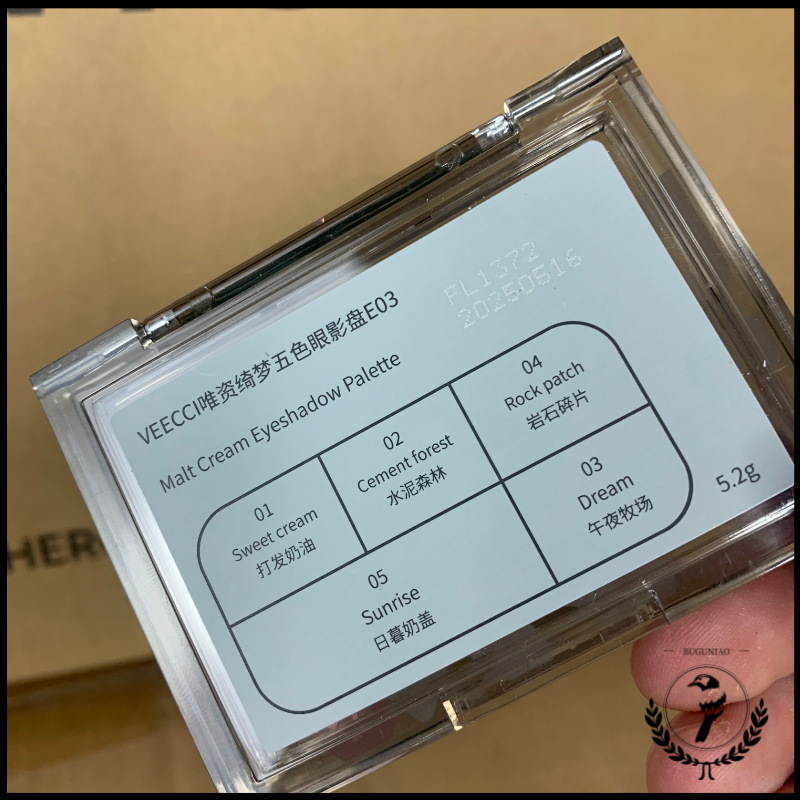 FL1372
20250516
VEECCI唯资绮梦五色眼影盘E03
Malt Cream Eyeshadow Palette
01
Sweet cream
打发奶油
02
Cement forest
水泥森林
04
Rock patch
岩石碎片
05
Sunrise
日暮奶盖
03
Dream
午夜牧场
5.2g
HER
BUGUNIAO